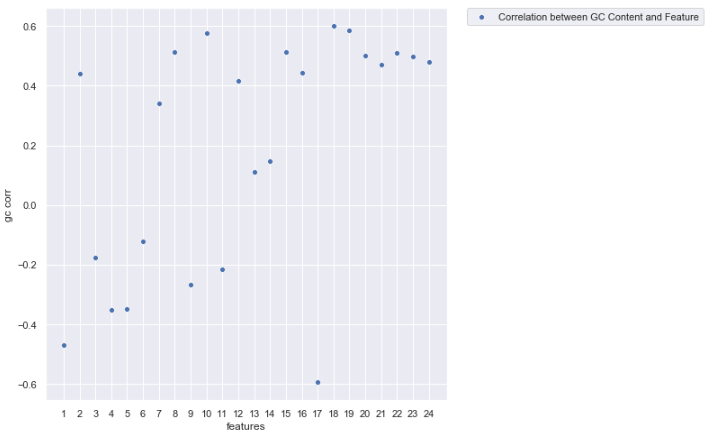 Correlation between GC Content and Feature
0.6
0.4
0.2
0.0
−0.2
−0.4
−0.6
gc corr
1 2 3 4 5 6 7 8 9 10 11 12 13 14 15 16 17 18 19 20 21 22 23 24
features